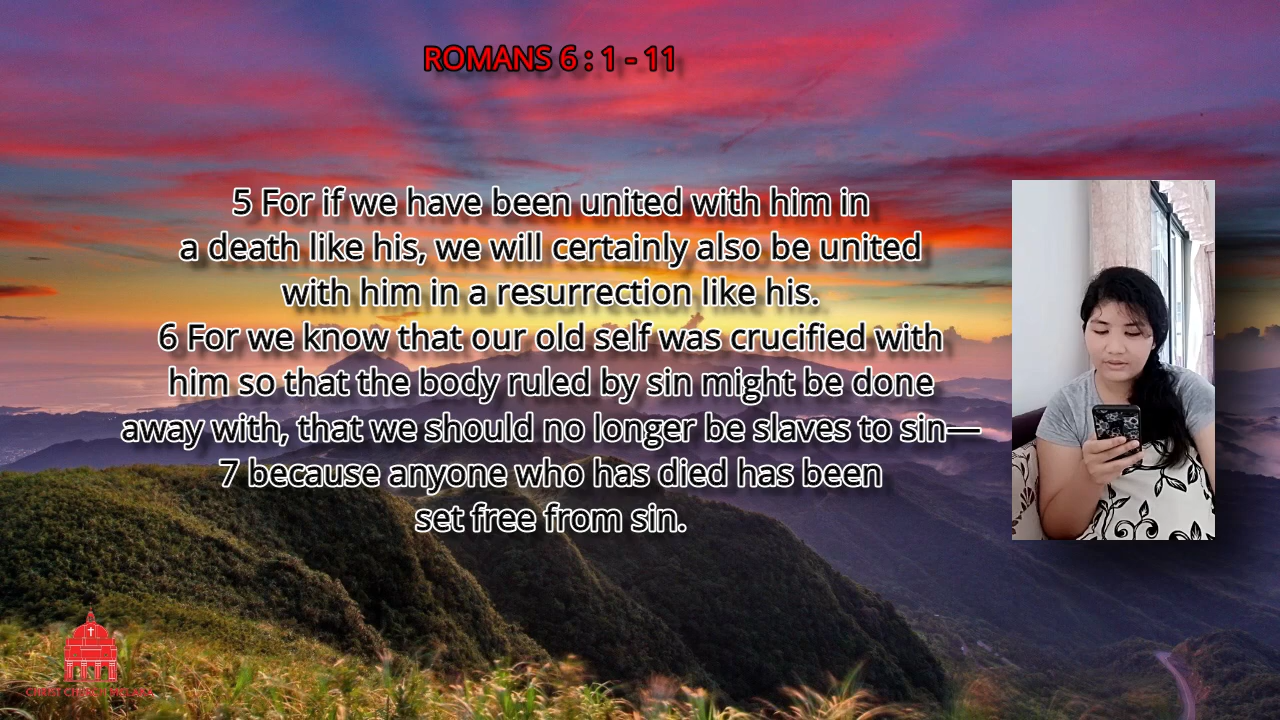 ROMANS 6 : 1 - 11
5 For if we have been united with him in
a death like his, we will certainly also be united
with him in a resurrection like his.
6 For we know that our old self was crucified with
him so that the body ruled by sin might be done
away with, that we should no longer be slaves to sin—
7 because anyone who has died has been
set free from sin.
CHRIST CHURCH MELAKA